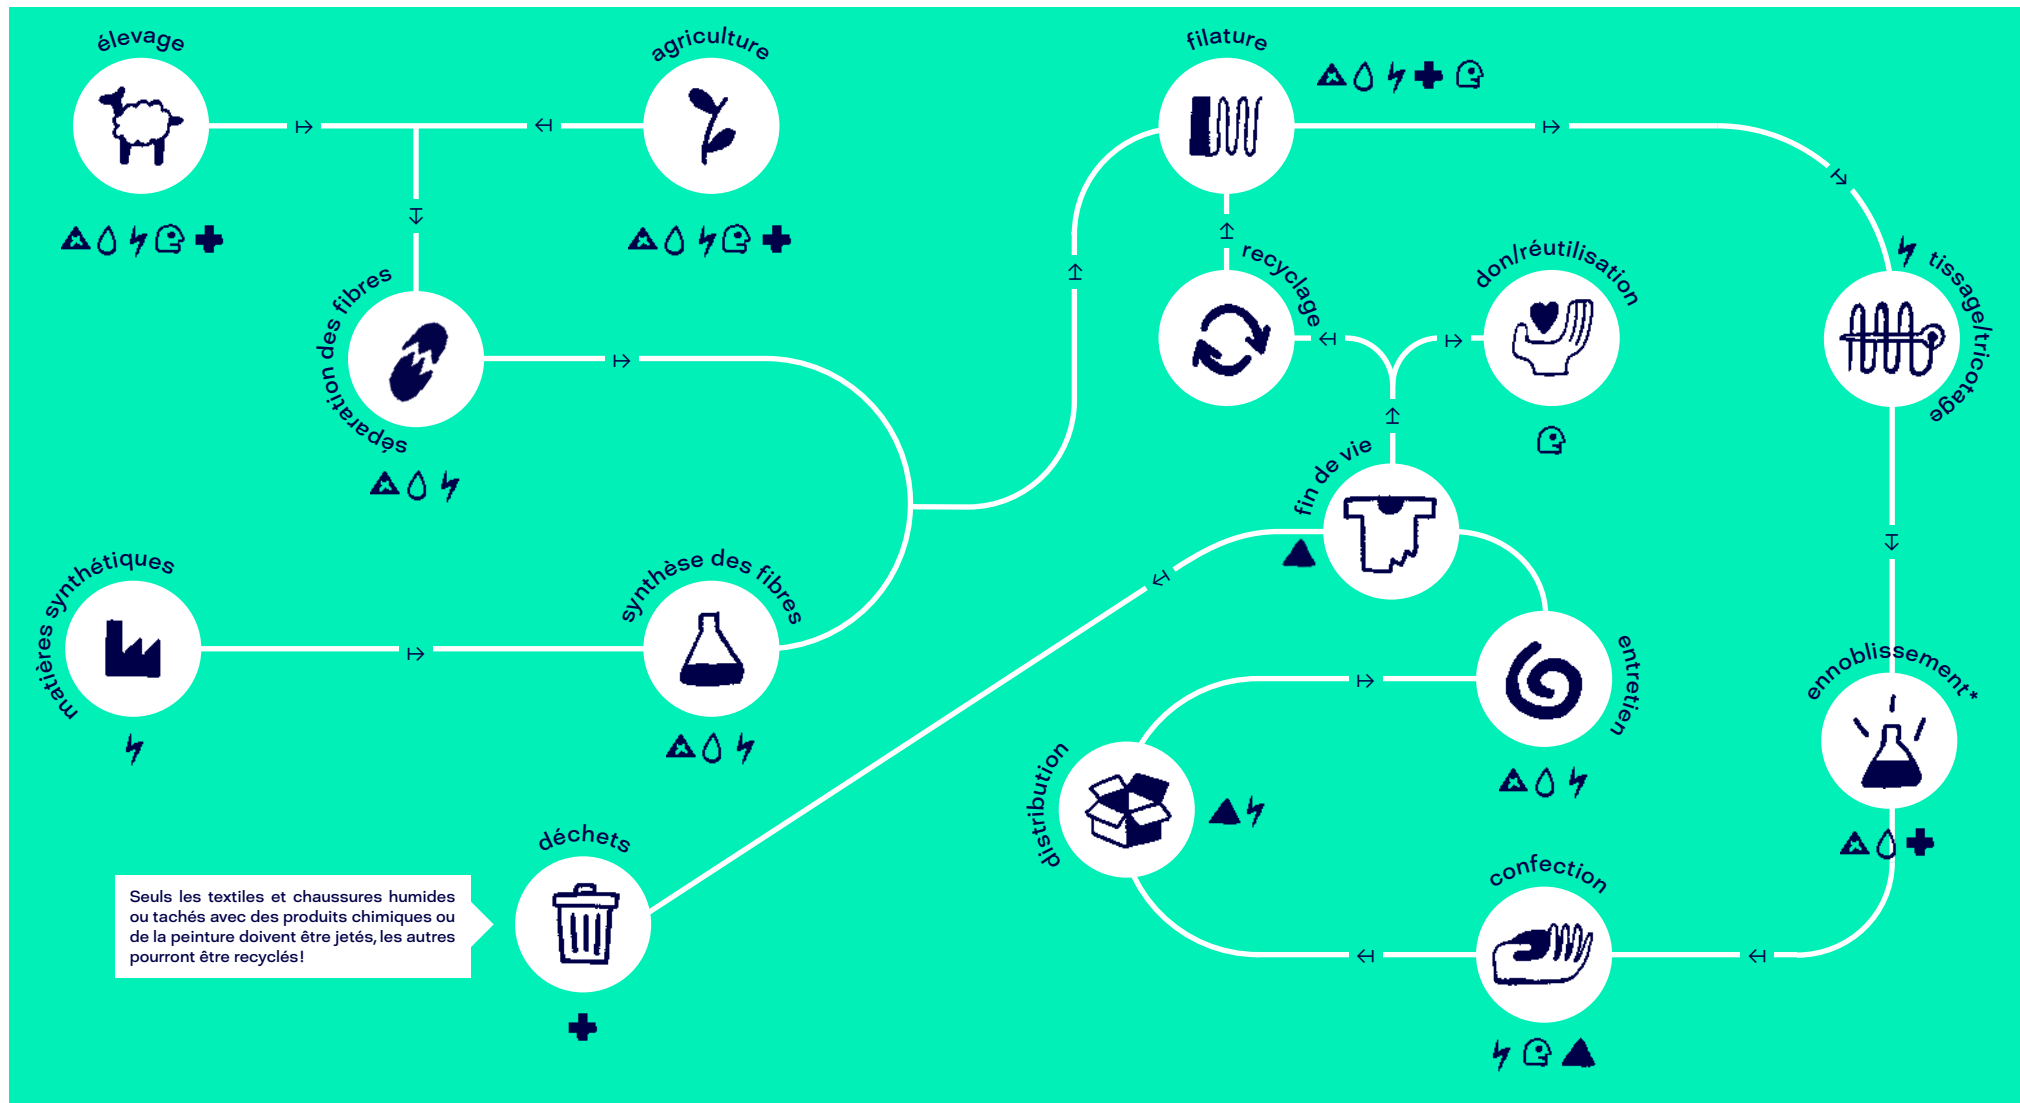 élevage
agriculture
filature
séparation des fibres
recyclage
don/réutilisation
tissage/tricotage
fin de vie
matières synthétiques
synthèse des fibres
entretien
ennoblissement*
distribution
déchets
confection
Seuls les textiles et chaussures humides
ou tachés avec des produits chimiques ou
de la peinture doivent être jetés, les autres
pourront être recyclés!